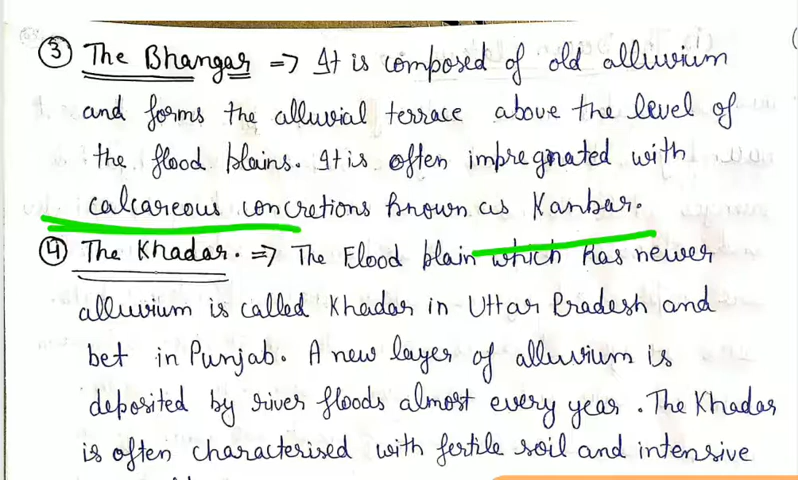 ③ The Bhangar => It is composed of old alluvium
and forms the alluvial terrace above the level of
the flood blains. It is often impregnated with
calcareous concretions known as Kankar.
④ The Khadar. => The Flood blain which has newer
alluvium is called Khadar in Uttar Pradesh and
bet in Punjab. A new layer of alluvium is
deposited by river floods almost every year. The Khadar
is often characterised with fertile soil and intensive